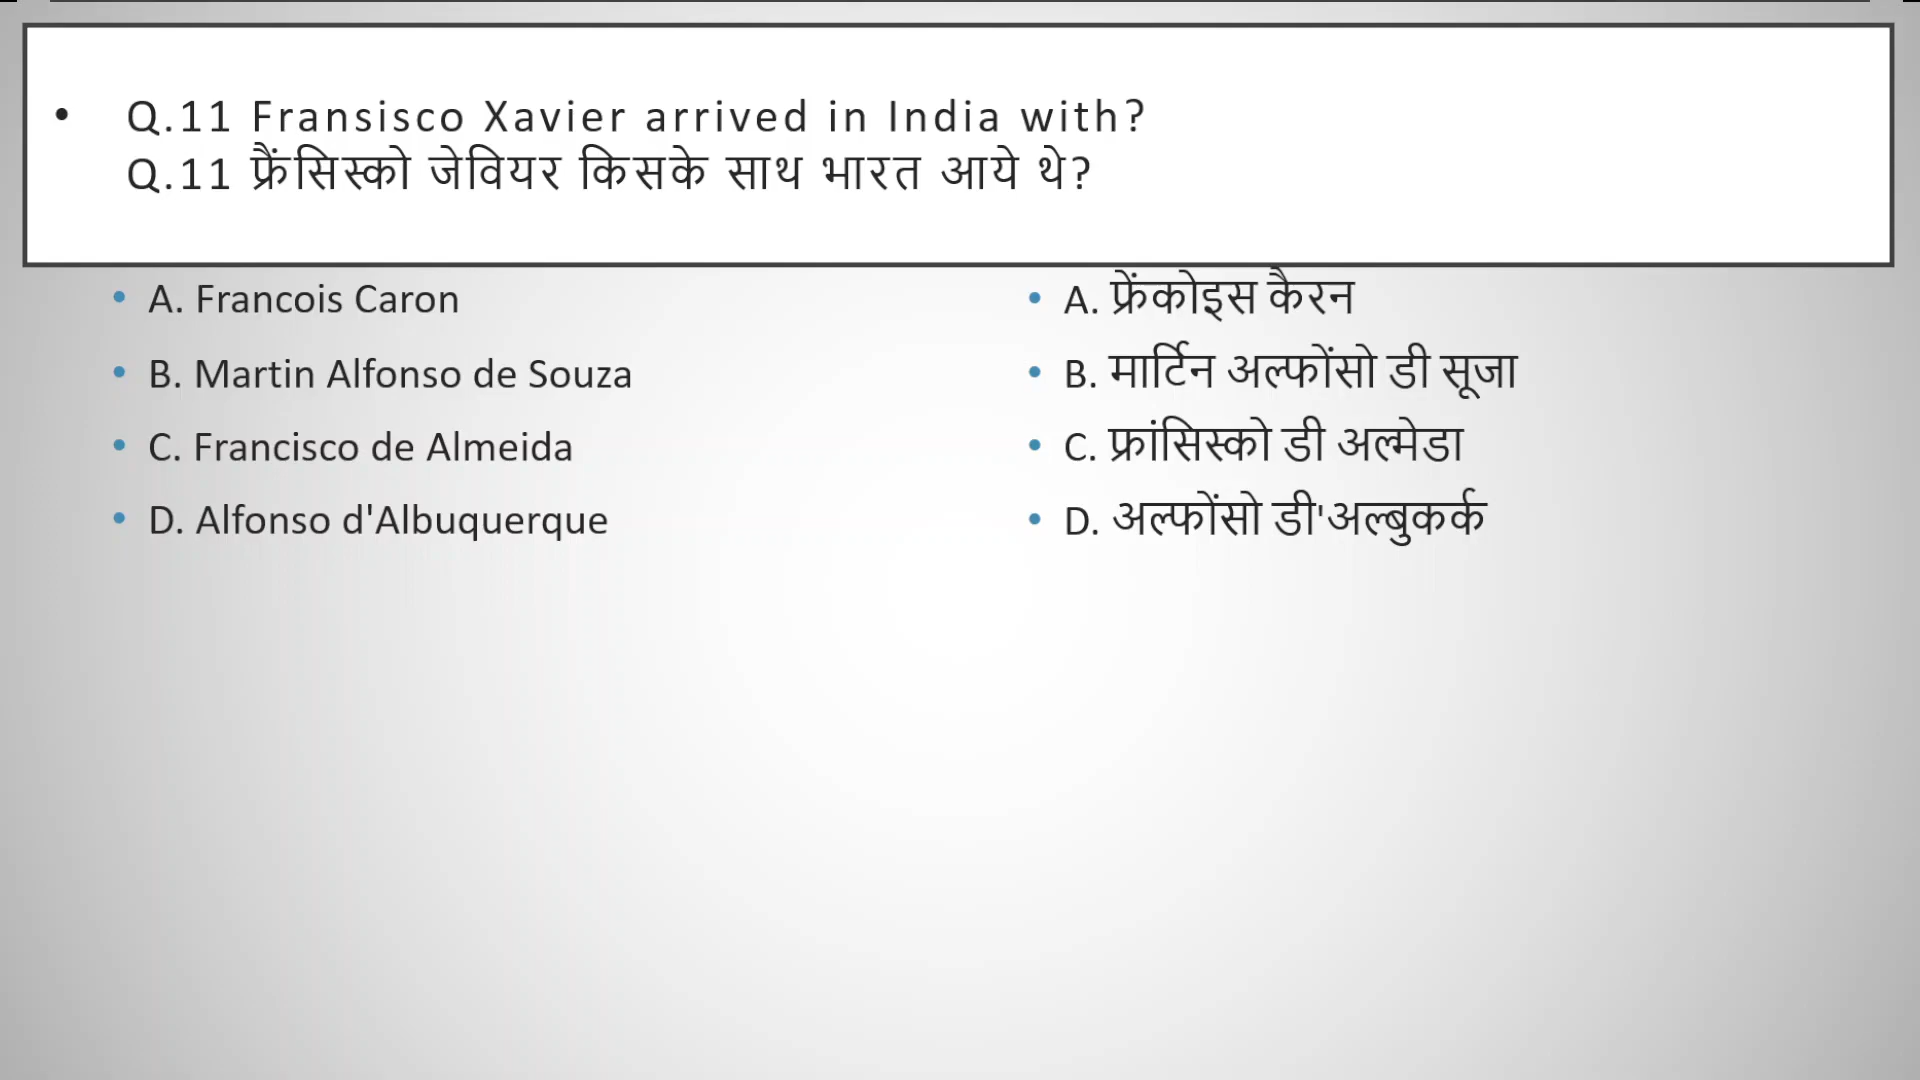 • Q.11 Fransisco Xavier arrived in India with?
Q.11 फ्रैंसिस्को जेवियर किसके साथ भारत आये थे?
• A. Francois Caron
• B. Martin Alfonso de Souza
• C. Francisco de Almeida
• D. Alfonso d'Albuquerque
• A. फ्रेंकोइस कैरन
• B. मार्टिन अल्फोंसो डी सूजा
• C. फ्रांसिस्को डी अल्मेडा
• D. अल्फोंसो डी'अल्बुकर्क